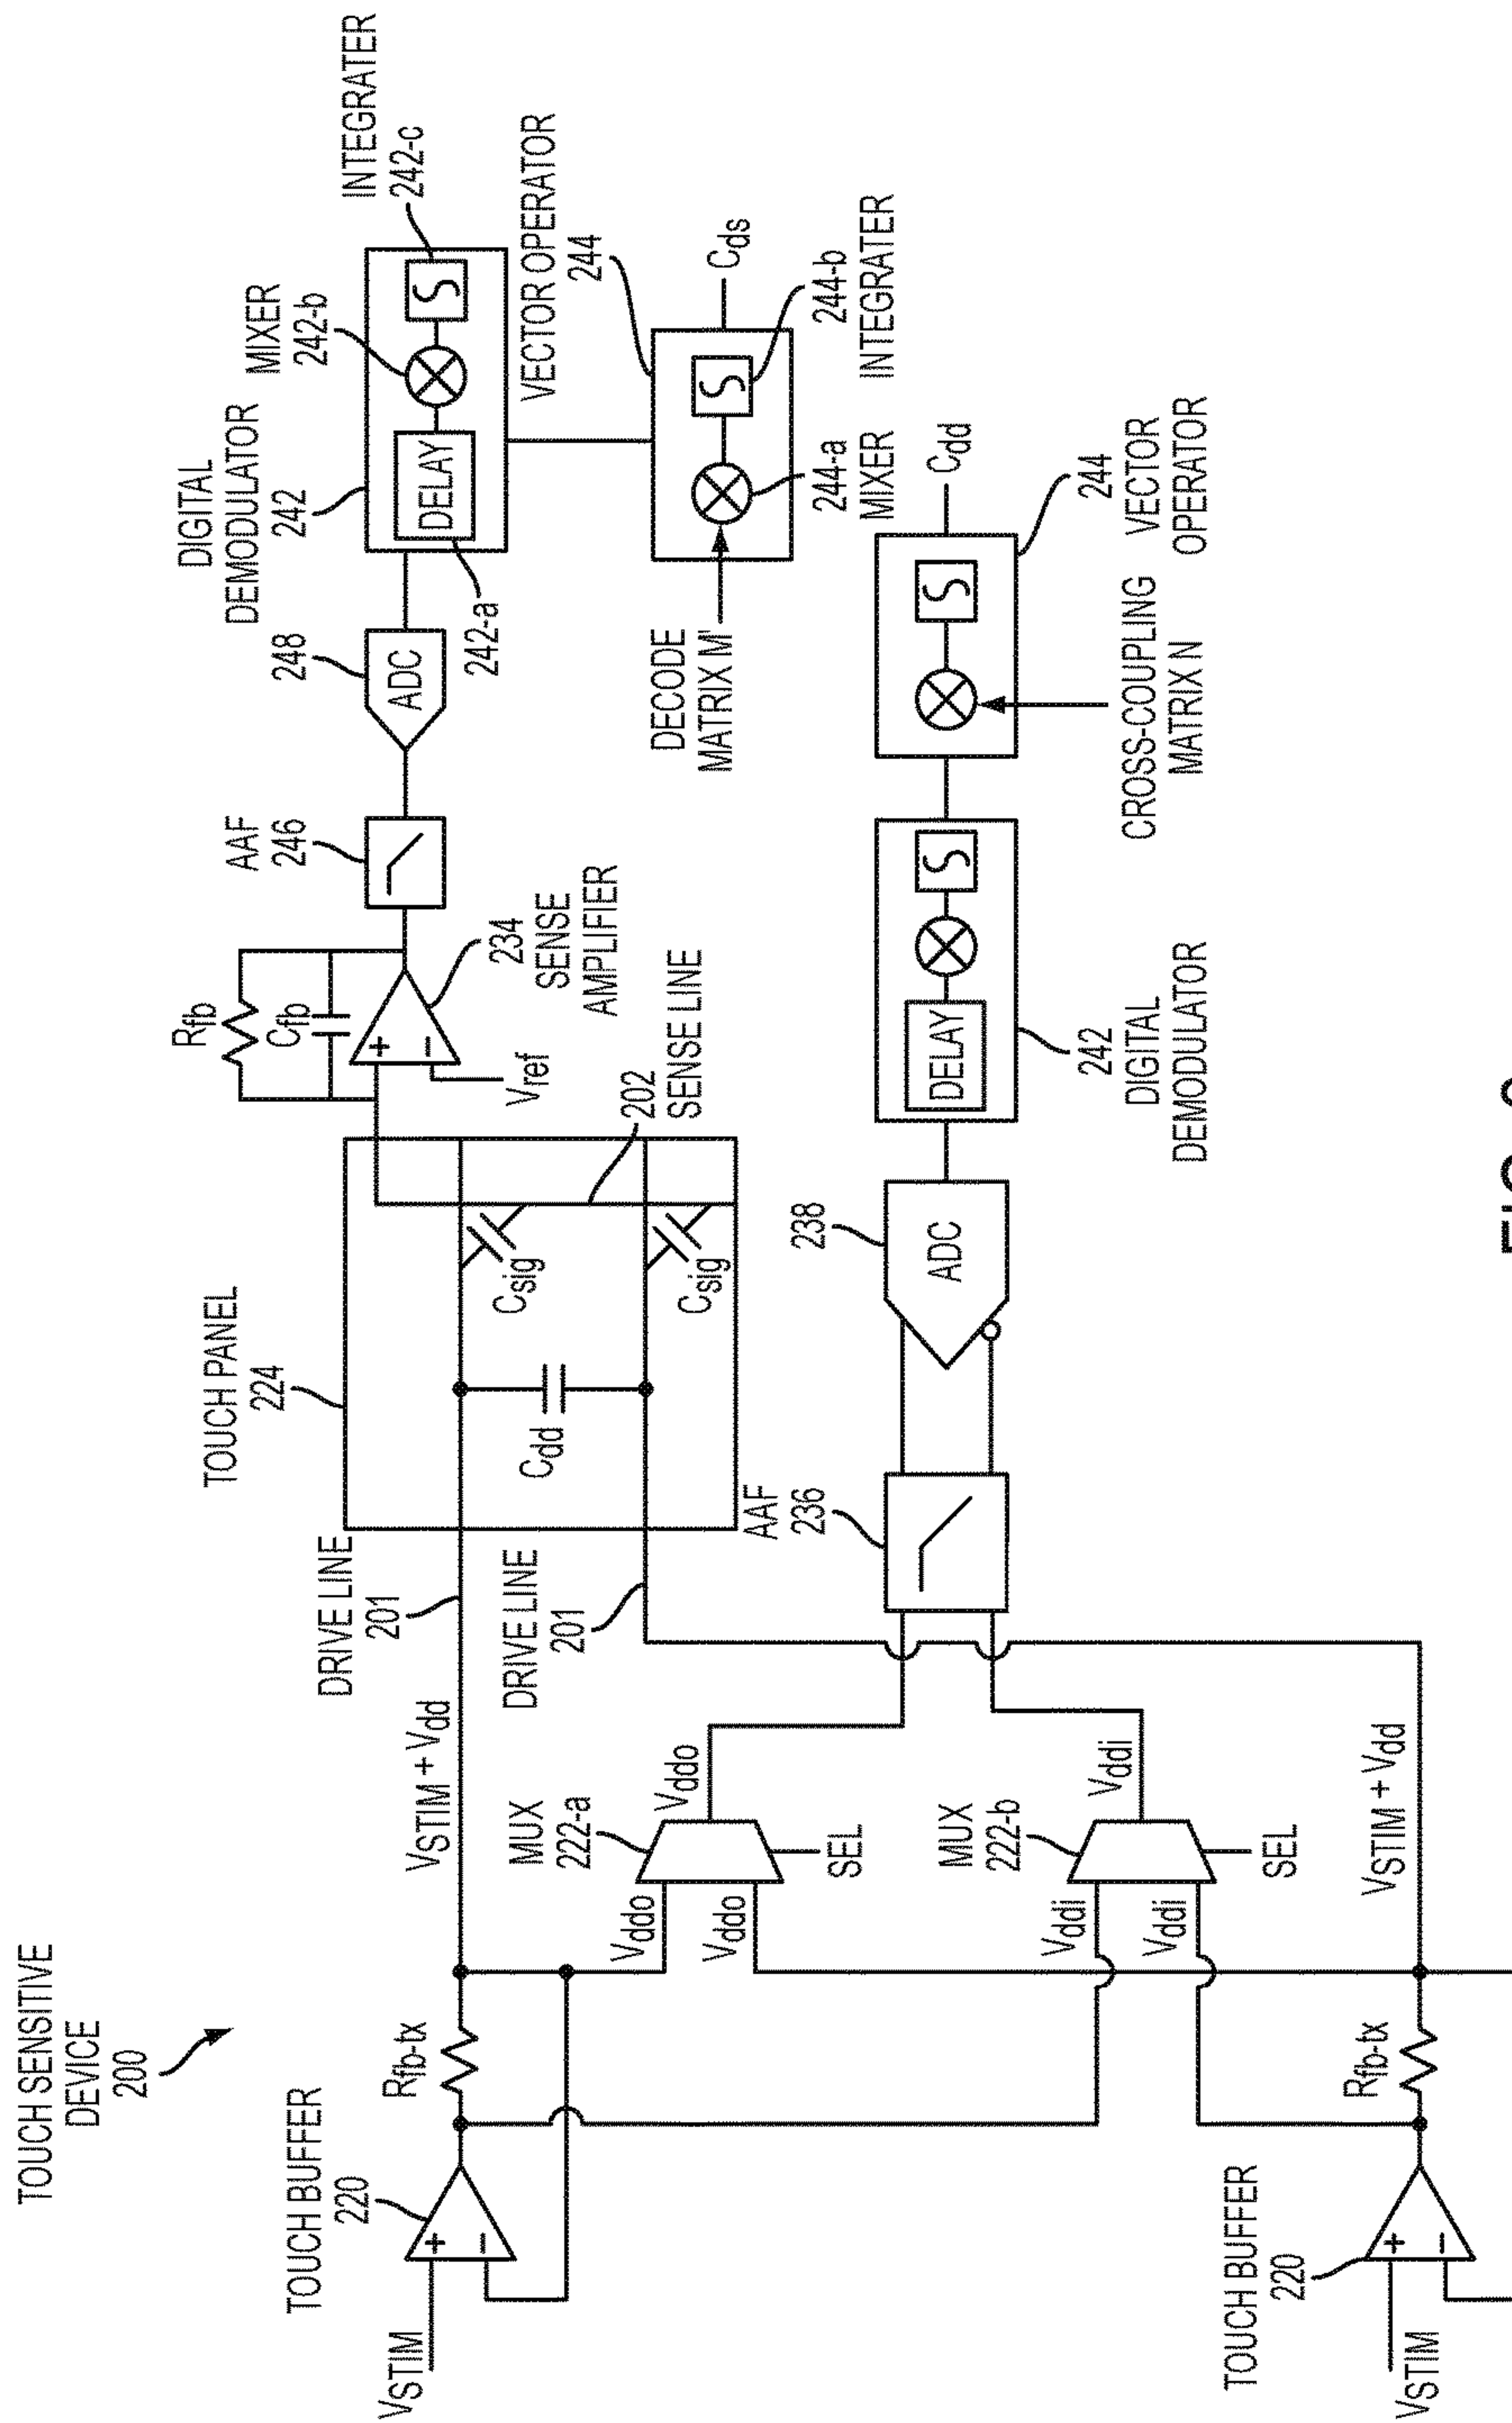 TOUCH SENSITIVE
DEVICE
200
TOUCH BUFFER
220
+
−
VSTIM
Rfb-tx
VSTIM + Vdd
DRIVE LINE
201
DRIVE LINE
201
TOUCH PANEL
224
Cdd
Csig
Csig
202
SENSE LINE
Rfb
Cfb
+
−
Vref
234
SENSE
AMPLIFIER
AAF
246
248
ADC
DIGITAL
DEMODULATOR
242
DELAY
242-a
MIXER
242-b
INTEGRATER
242-c
VECTOR OPERATOR
244
DECODE
MATRIX M'
244-a
MIXER
244-b
INTEGRATER
Cds
Vddo
Vddo
MUX
222-a
SEL
Vddo
Vddi
Vddi
MUX
222-b
SEL
Vddi
AAF
236
238
ADC
DELAY
242
DIGITAL
DEMODULATOR
CROSS-COUPLING
MATRIX N
244
VECTOR
OPERATOR
Cdd
TOUCH BUFFER
220
+
−
VSTIM
Rfb-tx
VSTIM + Vdd